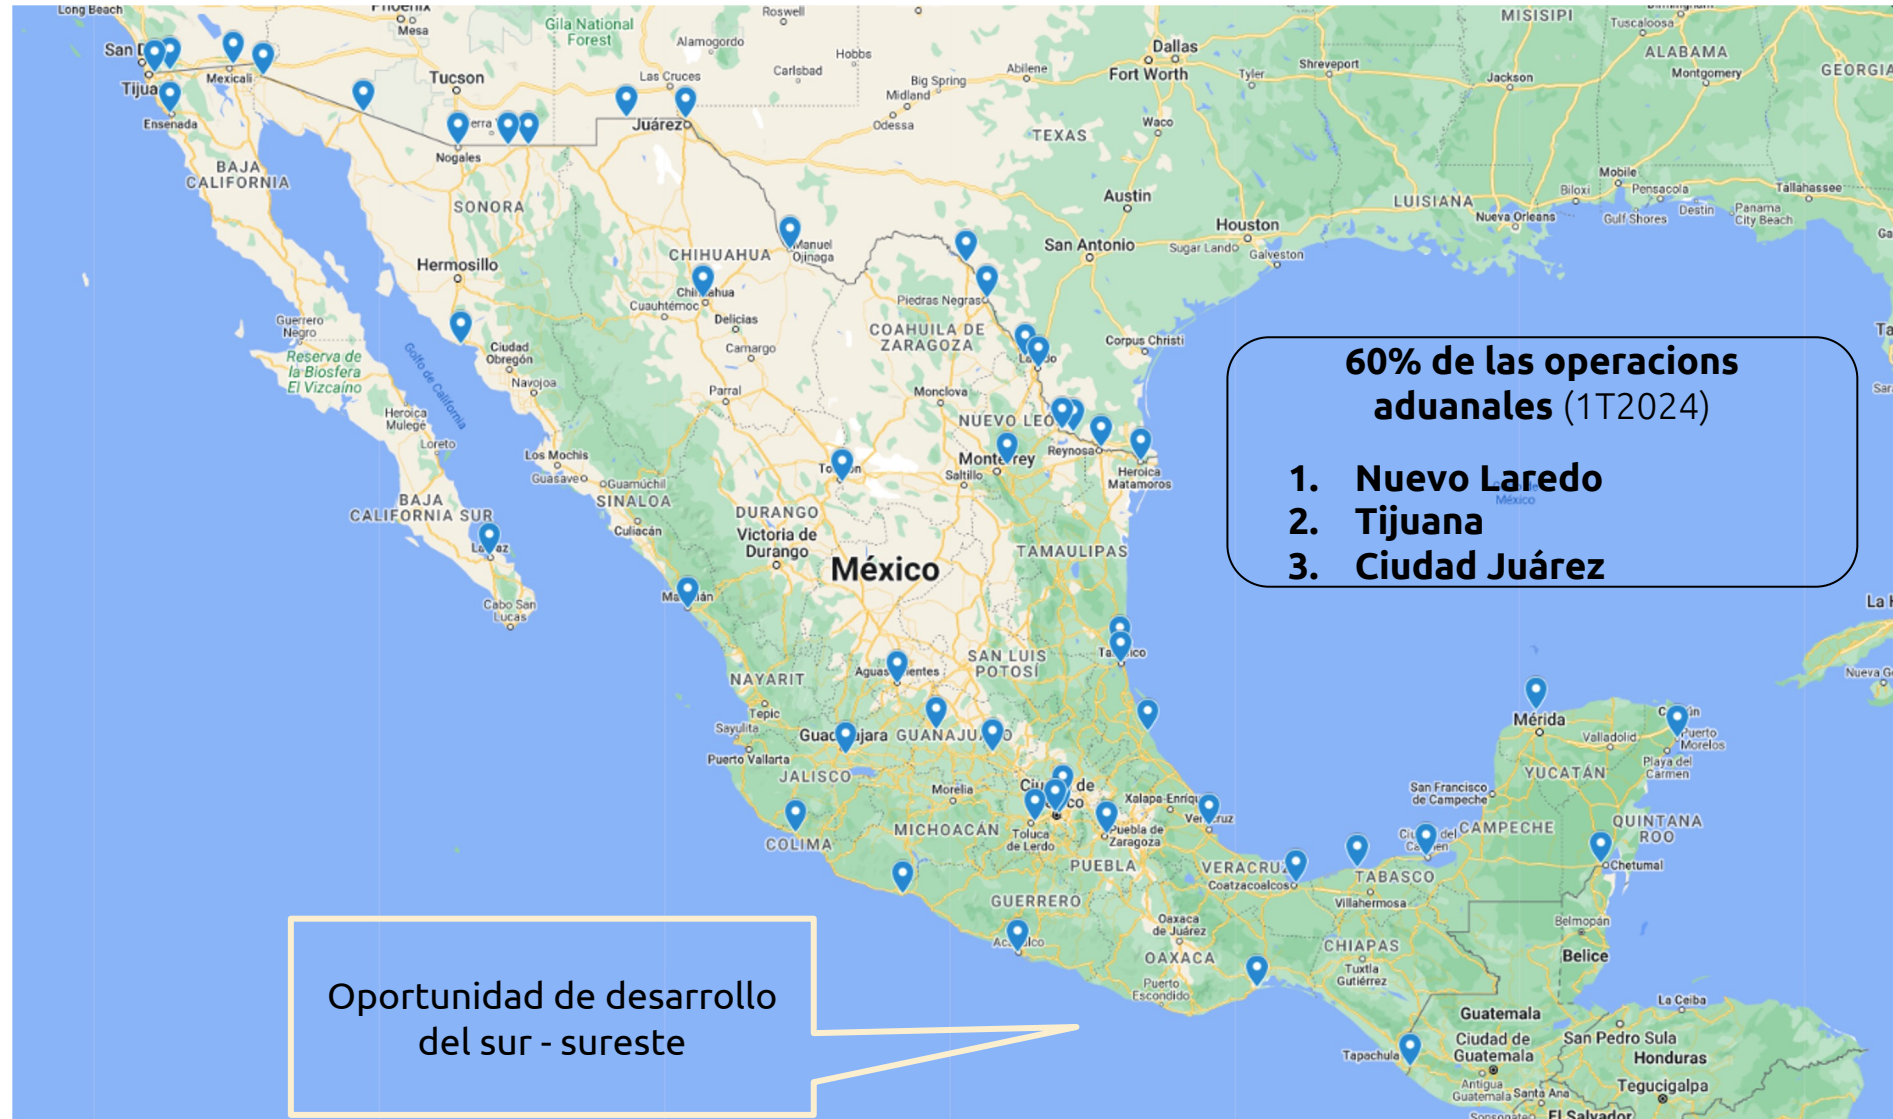 Long Beach
Mesa
Gila National
Forest
Roswell
Alamogordo
Hobbs
Carlsbad
Las Cruces
Big Spring
Midland
Odessa
Abilene
Dallas
Fort Worth
Tyler
Shreveport
MISISIPI
Jackson
Tuscaloosa
ALABAMA
Montgomery
GEORGIA
Tucson
Mexicali
Ensenada
Nogales
Juárez
TEXAS
Waco
Austin
Houston
San Antonio
Sugar Land
Galveston
LUISIANA
Nueva Orleans
Biloxi
Mobile
Pensacola
Gulf Shores
Destin
Panama
City Beach
Tallahassee
BAJA
CALIFORNIA
SONORA
Hermosillo
CHIHUAHUA
Manuel
Ojinaga
Cuauhtémoc
Delicias
Camargo
Parral
Piedras Negras
COAHUILA DE
ZARAGOZA
Monclova
Corpus Christi
Guerrero
Negro
Reserva de
la Biosfera
El Vizcaíno
Golfo de California
Ciudad
Obregón
Navojoa
Heroica
Mulegé
Loreto
Los Mochis
Guasave
Guamúchil
SINALOA
Culiacán
BAJA
CALIFORNIA SUR
Cabo San
Lucas
DURANGO
Victoria de
Durango
Monterrey
Saltillo
Reynosa
Heroica
Matamoros
TAMAULIPAS
México
60% de las operacions
aduanales (1T2024)
1. Nuevo Laredo
2. Tijuana
3. Ciudad Juárez
México
NAYARIT
Tepic
Sayulita
Puerto Vallarta
JALISCO
SAN LUIS
POTOSÍ
Morelia
MICHOACÁN
COLIMA
Toluca
de Lerdo
Puebla de
Zaragoza
PUEBLA
GUERRERO
VERACRUZ
Coatzacoalcos
Oaxaca
de Juárez
OAXACA
Puerto
Escondido
TABASCO
Villahermosa
CHIAPAS
Tuxtla
Gutiérrez
Tapachula
San Francisco
de Campeche
CAMPECHE
Mérida
Valladolid
YUCATÁN
Puerto
Morelos
Playa del
Carmen
QUINTANA
ROO
Chetumal
Belmopán
Belice
Guatemala
Ciudad de
Guatemala
Antigua
Guatemala
Santa Ana
El Salvador
La Ceiba
San Pedro Sula
Honduras
Tegucigalpa
Oportunidad de desarrollo
del sur - sureste